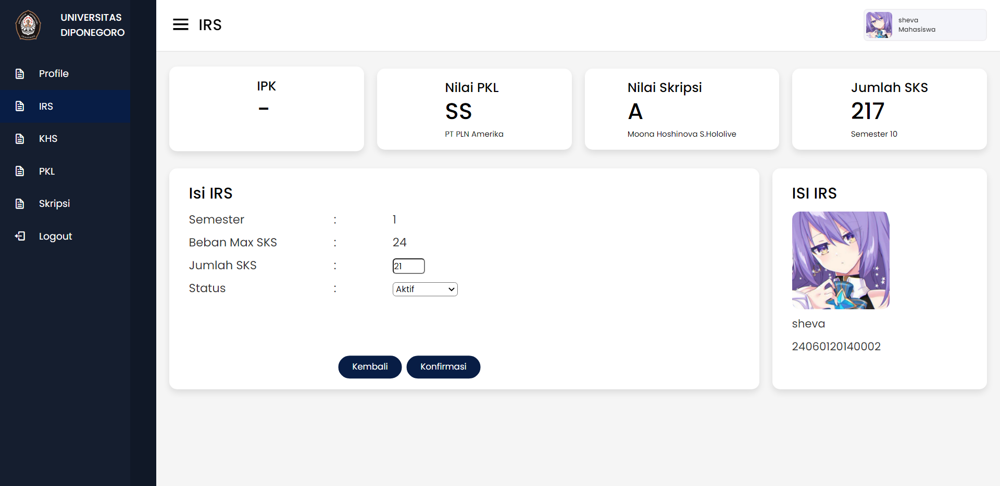 UNIVERSITAS
DIPONEGORO
Profile
IRS
KHS
PKL
Skripsi
Logout
IRS
sheva
Mahasiswa
IPK
-
Nilai PKL
SS
PT PLN Amerika
Nilai Skripsi
A
Moona Hoshinova S.Hololive
Jumlah SKS
217
Semester 10
Isi IRS
Semester : 1
Beban Max SKS : 24
Jumlah SKS : 21
Status : Aktif
Kembali
Konfirmasi
ISI IRS
sheva
24060120140002